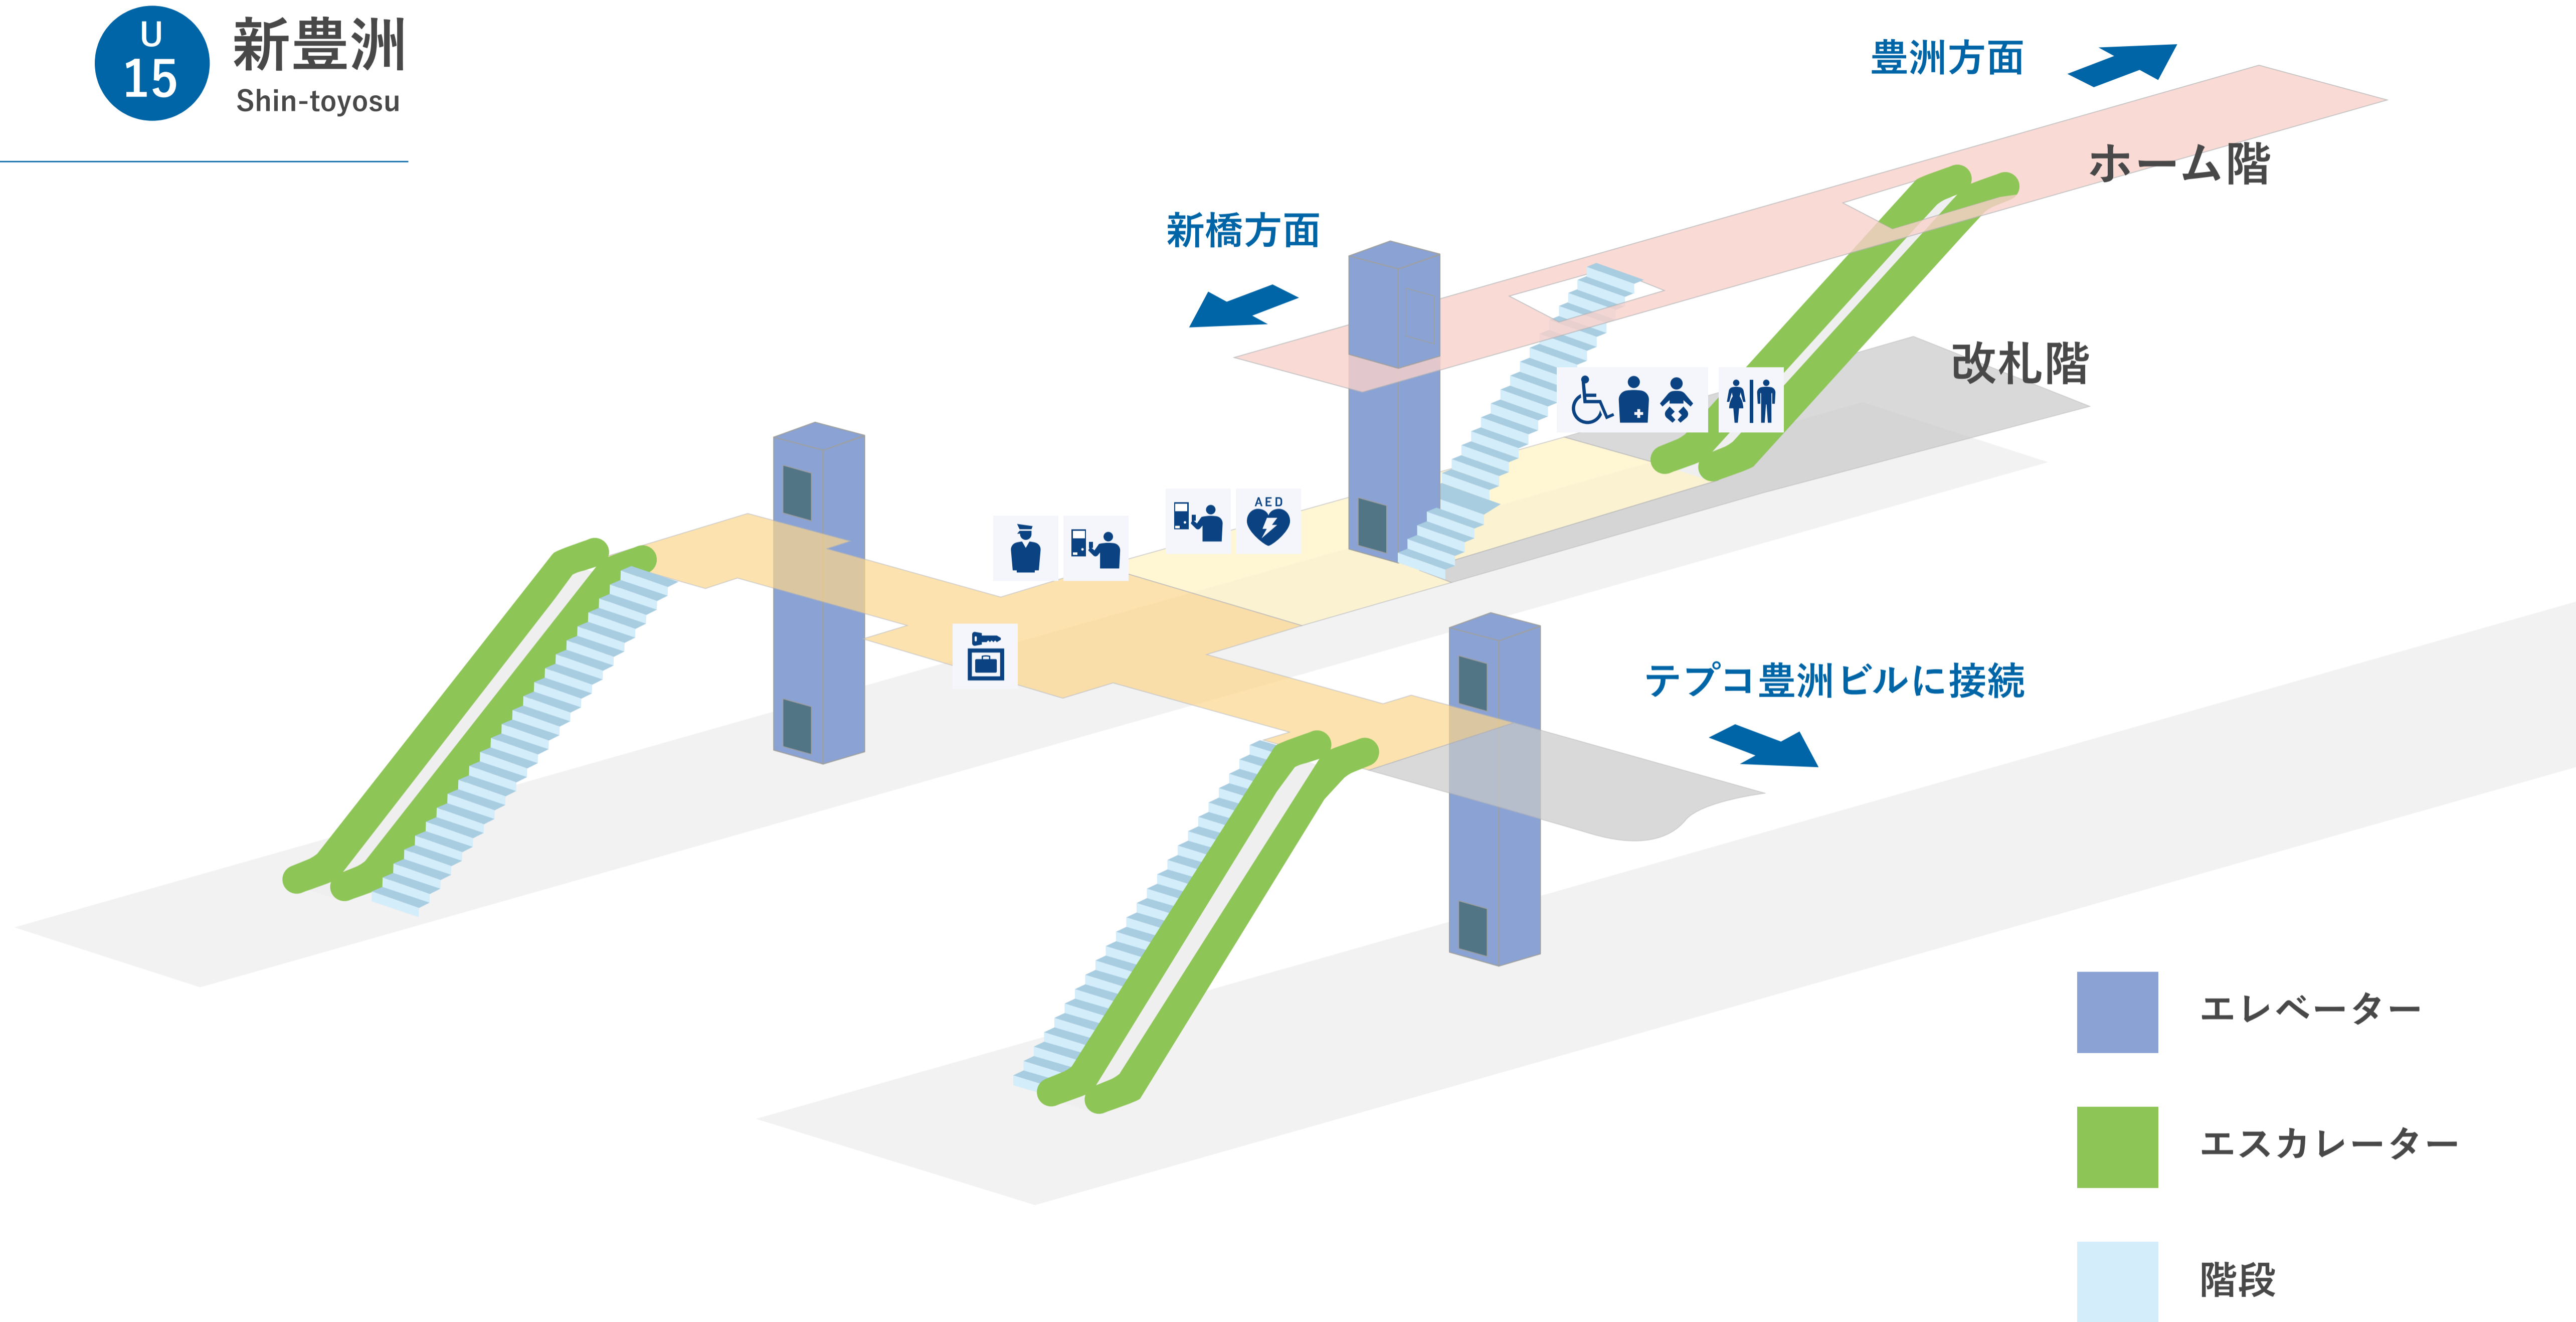 U
15
新豊洲
Shin-toyosu
豊洲方面
ホーム階
新橋方面
改札階
AED
テプコ豊洲ビルに接続
エレベーター
エスカレーター
階段